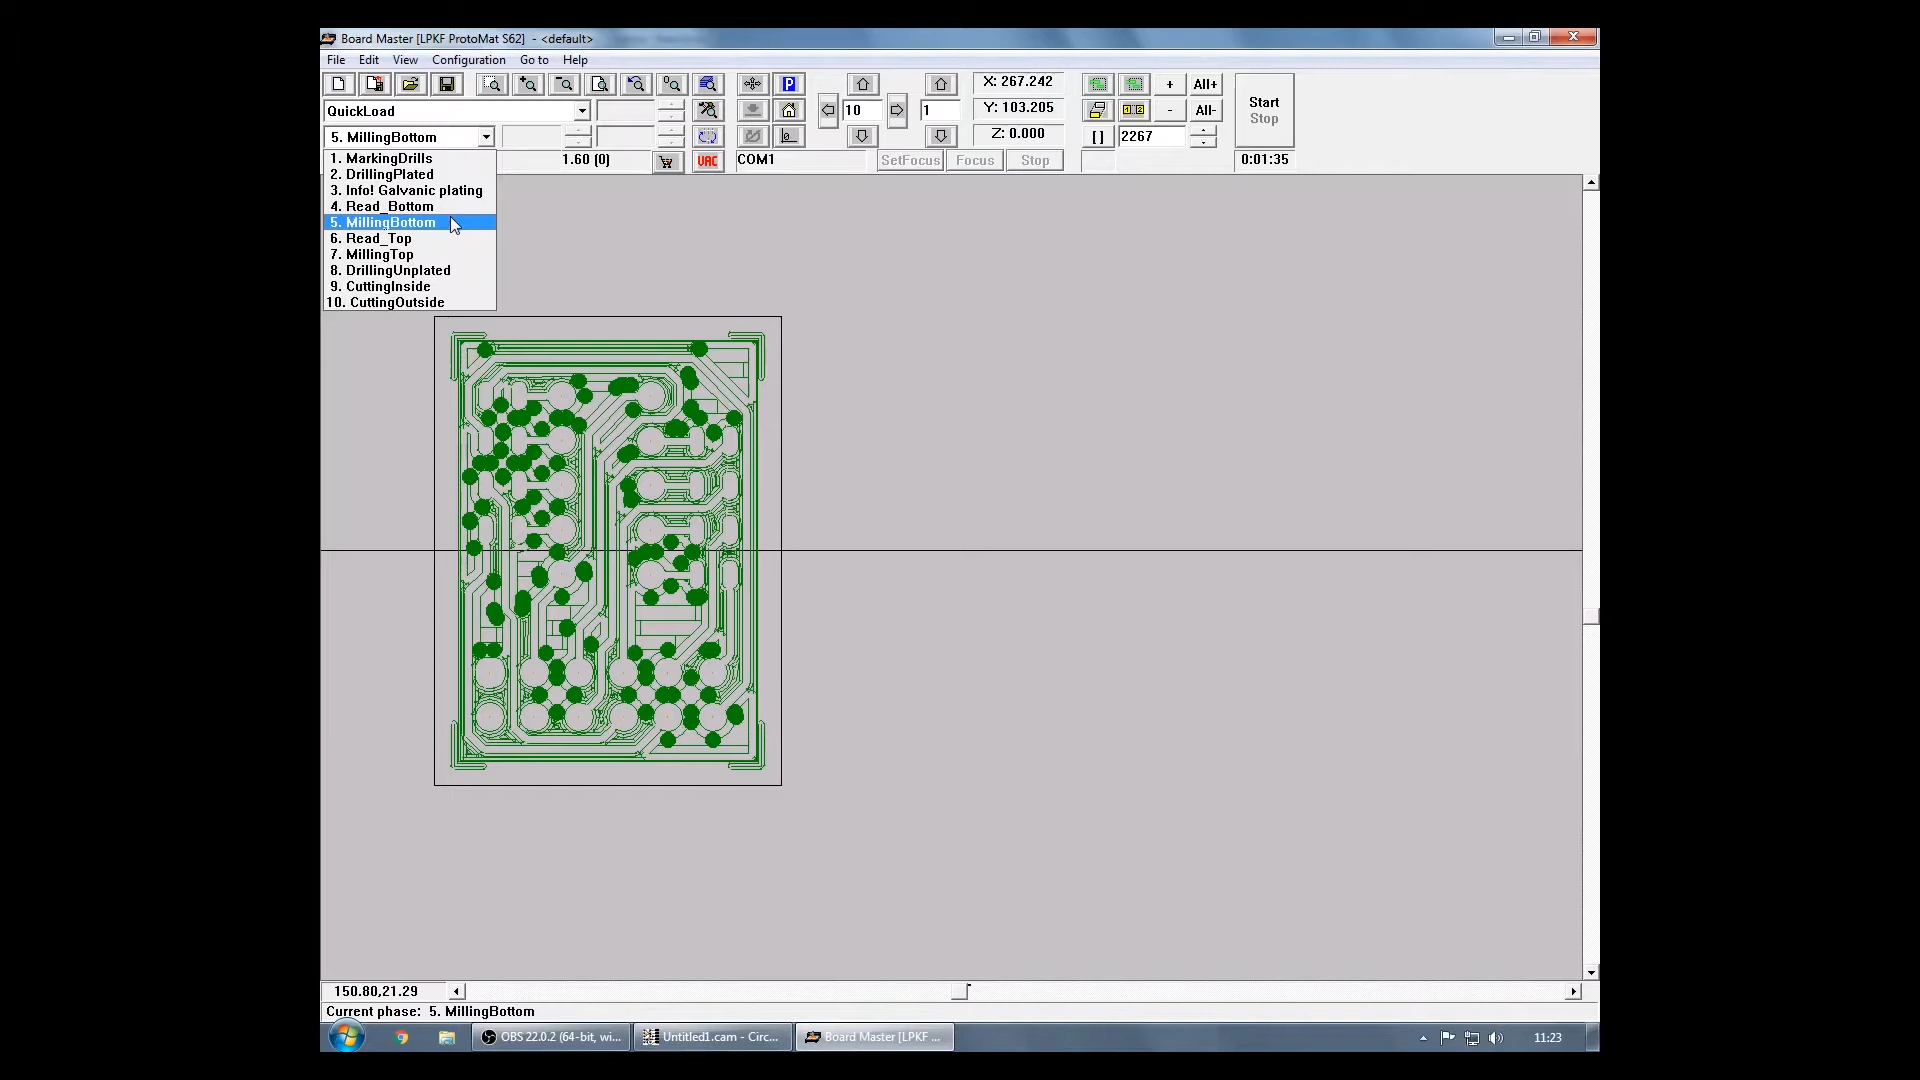 Board Master [LPKF ProtoMat S62]  - <default>
File Edit View Configuration Go to Help
P
QuickLoad
10
1
X: 267.242
Y: 103.205
Z: 0.000
+ All+
- All-
Start
Stop
5. MillingBottom
[ ] 2267
1.60 (0)
VAC
COM1
SetFocus Focus Stop
0:01:35
1. MarkingDrills
2. DrillingPlated
3. Info! Galvanic plating
4. Read_Bottom
5. MillingBottom
6. Read_Top
7. MillingTop
8. DrillingUnplated
9. CuttingInside
10. CuttingOutside
150.80,21.29
Current phase:  5. MillingBottom
OBS 22.0.2 (64-bit, wi...
Untitled1.cam - Circ...
Board Master [LPKF ...
11:23